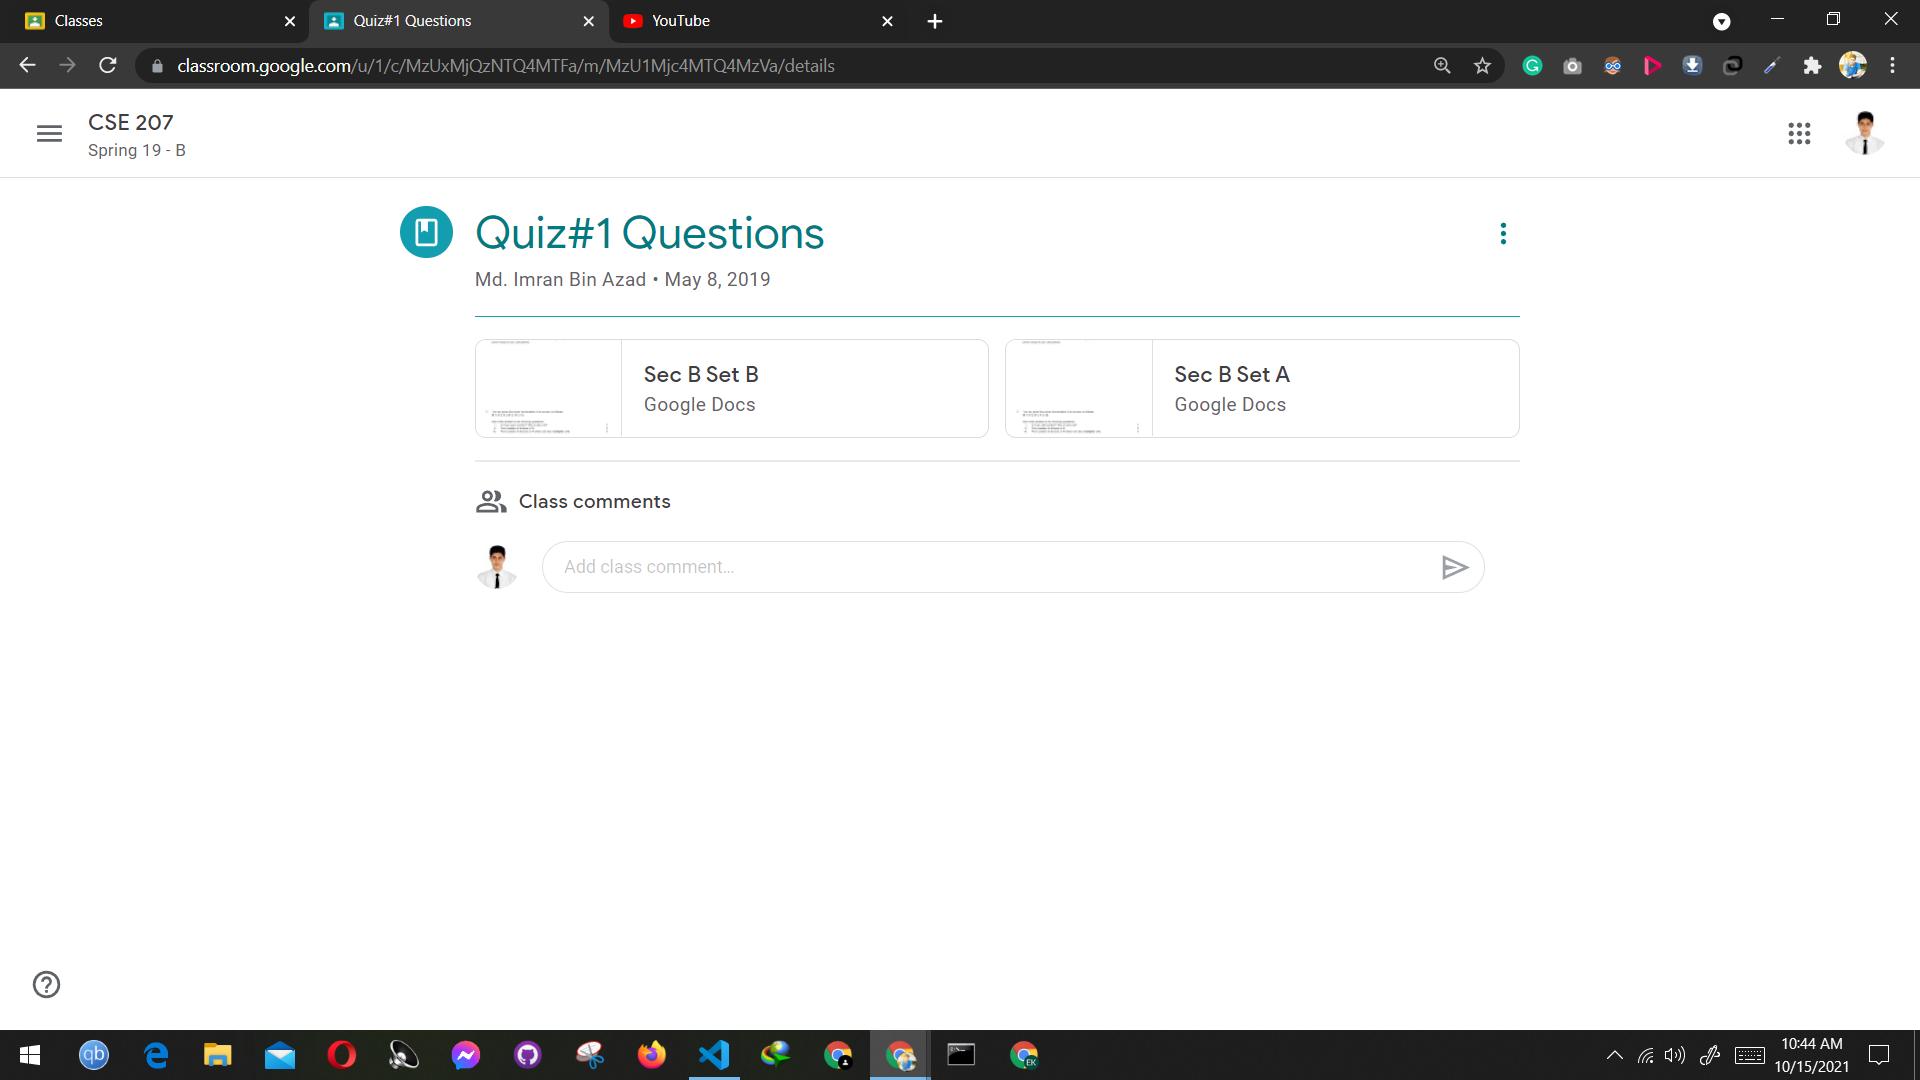 Classes
Quiz#1 Questions
YouTube
classroom.google.com/u/1/c/MzUxMjQzNTQ4MTFa/m/MzU1Mjc4MTQ4MzVa/details
CSE 207
Spring 19 - B
Quiz#1 Questions
Md. Imran Bin Azad • May 8, 2019
Sec B Set B
Google Docs
Sec B Set A
Google Docs
Class comments
Add class comment...
qb
EK
10:44 AM
10/15/2021